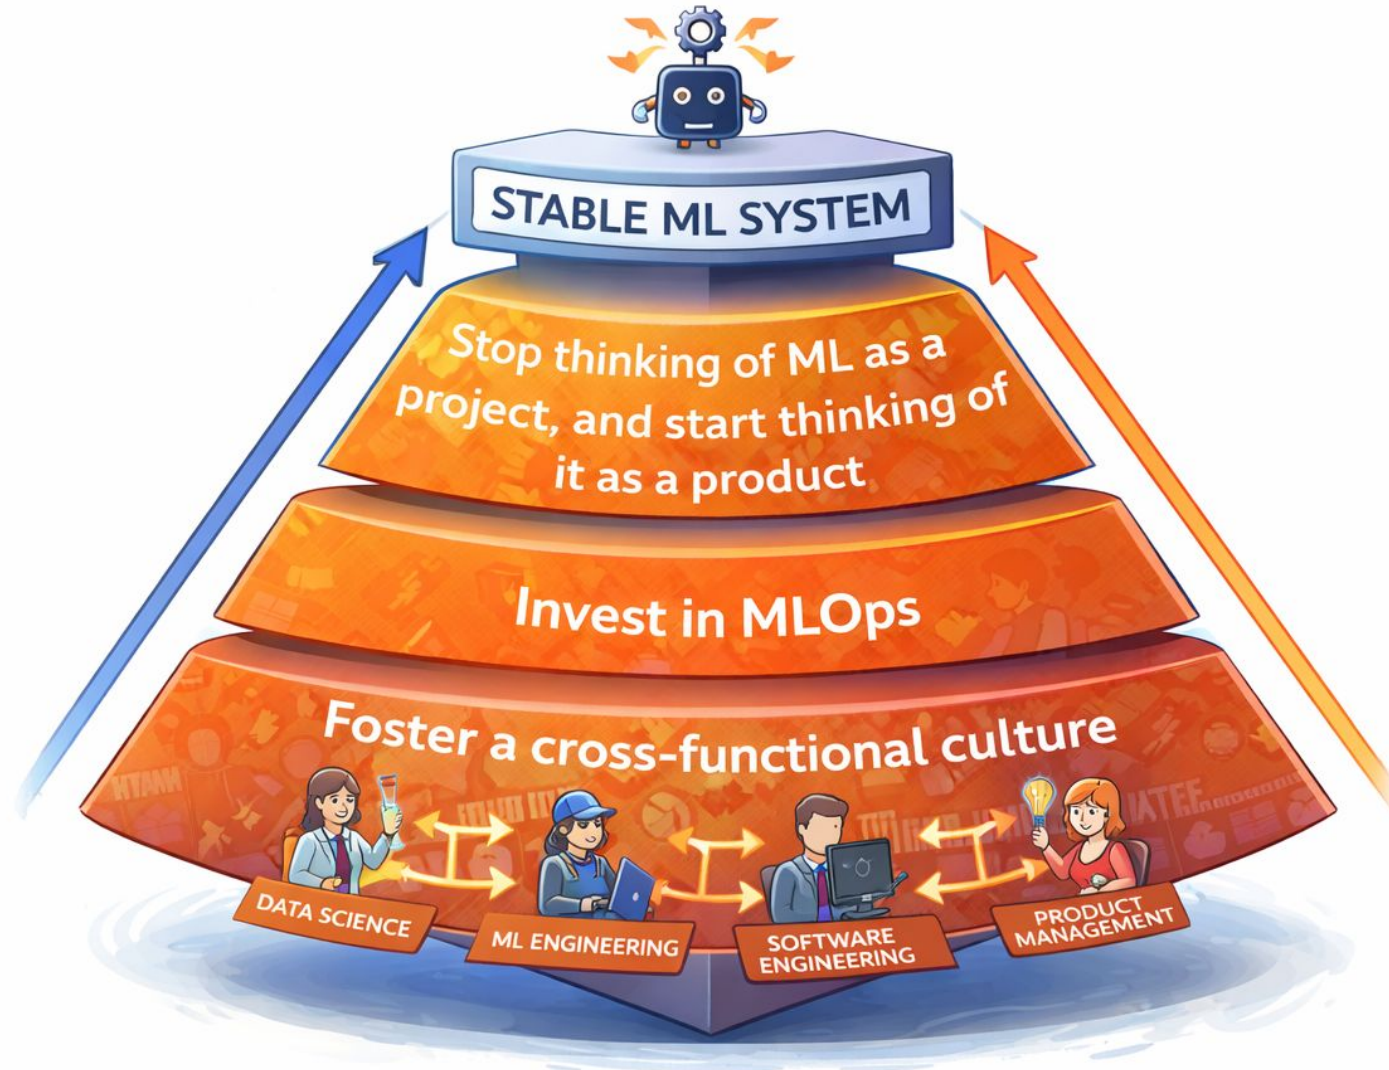 STABLE ML SYSTEM
Stop thinking of ML as a
project, and start thinking of
it as a product
Invest in MLOps
Foster a cross-functional culture
DATA SCIENCE
ML ENGINEERING
SOFTWARE
ENGINEERING
PRODUCT
MANAGEMENT